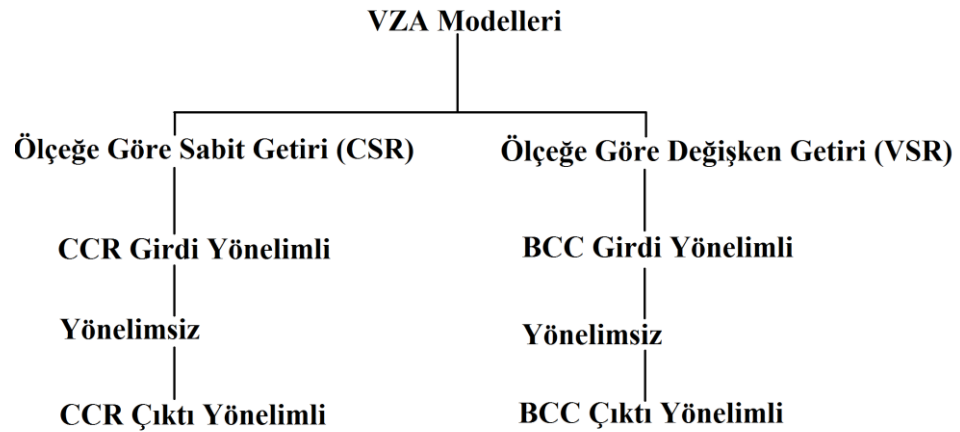 VZA Modelleri
Ölçeğe Göre Sabit Getiri (CSR)
Ölçeğe Göre Değişken Getiri (VSR)
CCR Girdi Yönelimli
BCC Girdi Yönelimli
Yönelimsiz
Yönelimsiz
CCR Çıktı Yönelimli
BCC Çıktı Yönelimli